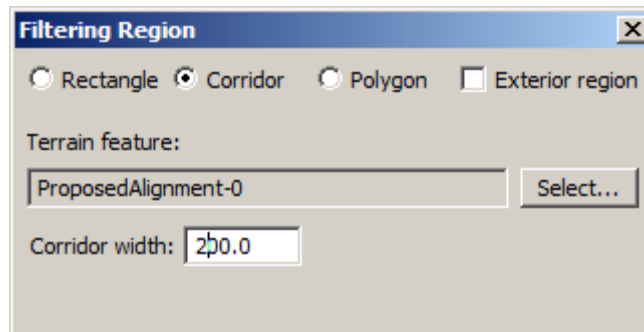 Filtering Region
Rectangle Corridor Polygon Exterior region
Terrain feature:
ProposedAlignment-0 Select...
Corridor width: 200.0